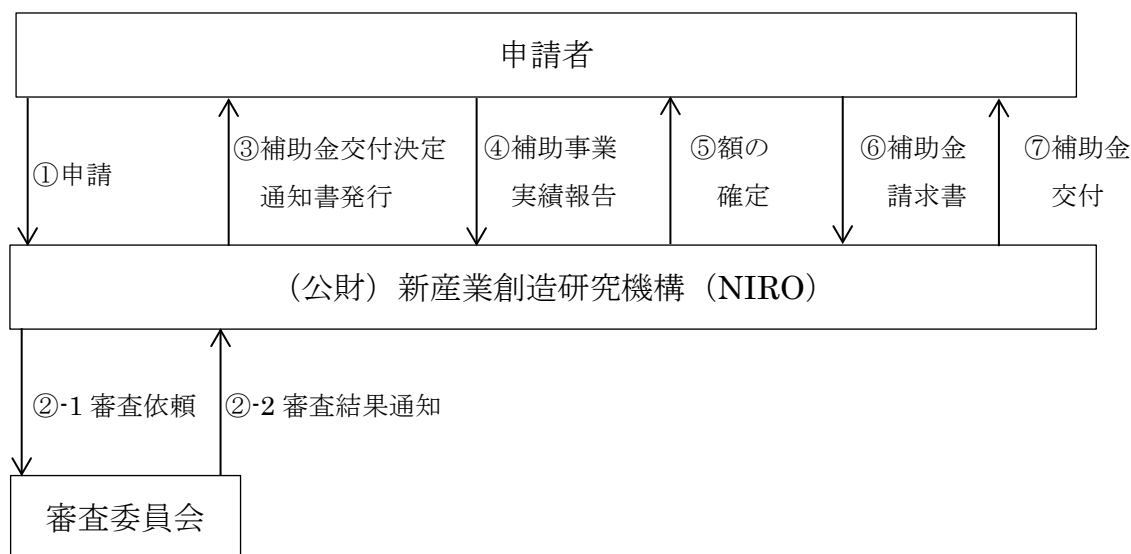 申請者
①申請
③補助金交付決定
通知書発行
④補助事業
実績報告
⑤額の
確定
⑥補助金
請求書
⑦補助金
交付
（公財）新産業創造研究機構（NIRO）
②-1 審査依頼
②-2 審査結果通知
審査委員会